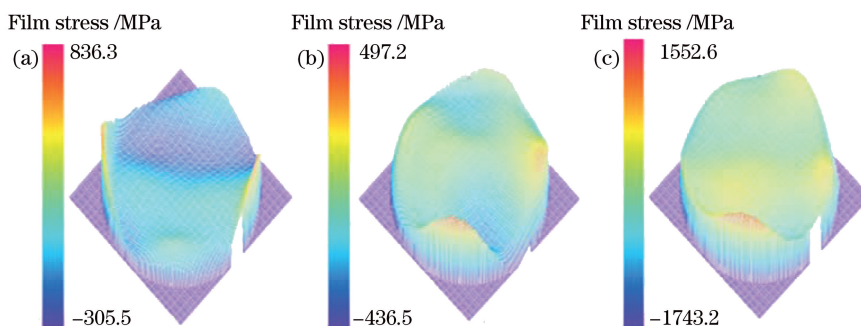 Film stress /MPa
(a)
836.3
−305.5
Film stress /MPa
(b)
497.2
−436.5
Film stress /MPa
(c)
1552.6
−1743.2